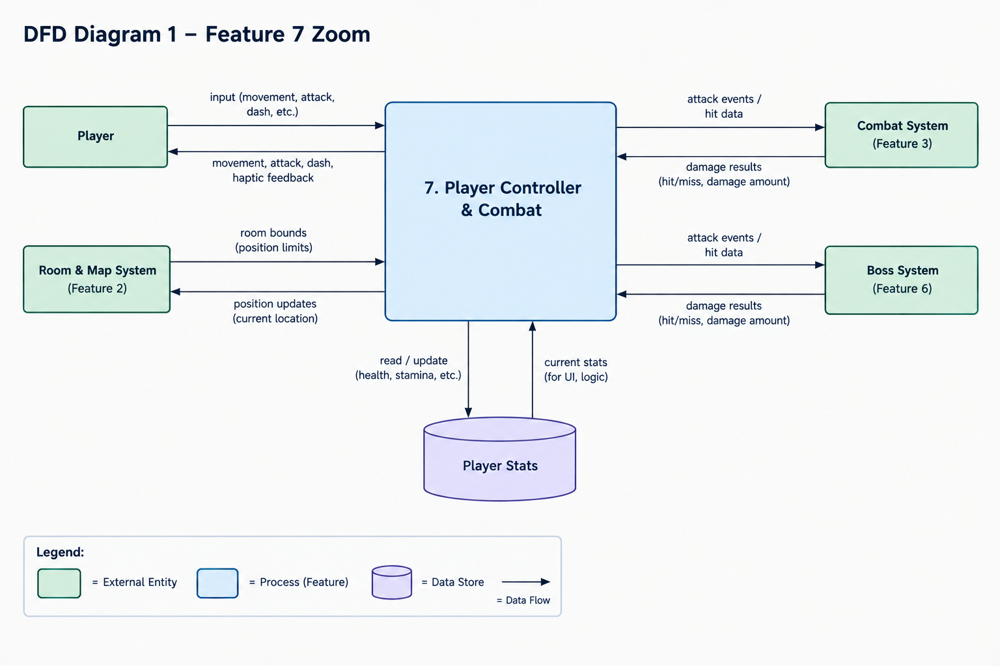 DFD Diagram 1 – Feature 7 Zoom
input (movement, attack,
dash, etc.)
Player
movement, attack, dash,
haptic feedback
room bounds
(position limits)
Room & Map System
(Feature 2)
position updates
(current location)
7. Player Controller
& Combat
attack events /
hit data
Combat System
(Feature 3)
damage results
(hit/miss, damage amount)
attack events /
hit data
Boss System
(Feature 6)
damage results
(hit/miss, damage amount)
read / update
(health, stamina, etc.)
current stats
(for UI, logic)
Player Stats
Legend:
= External Entity
= Process (Feature)
= Data Store
= Data Flow